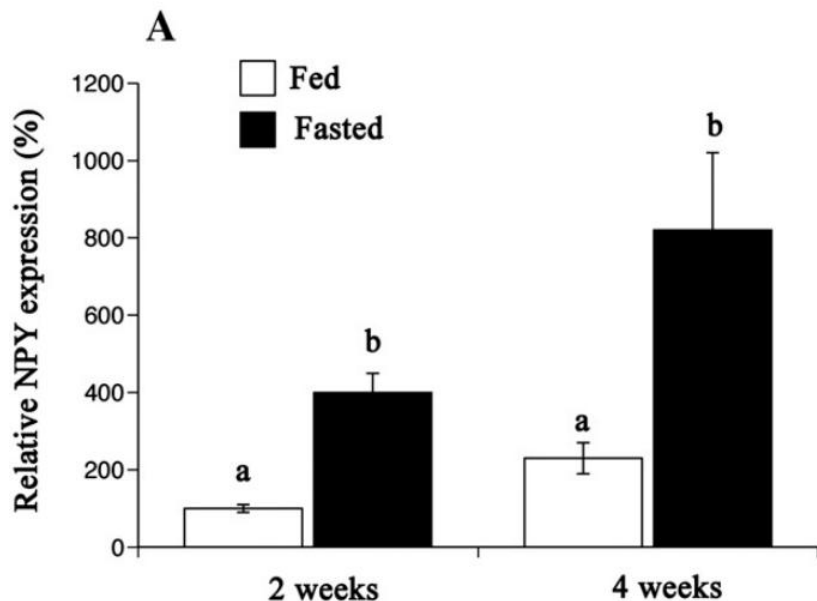 A
Fed
Fasted
Relative NPY expression (%)
1200
1000
800
600
400
200
0
a
b
a
b
2 weeks
4 weeks